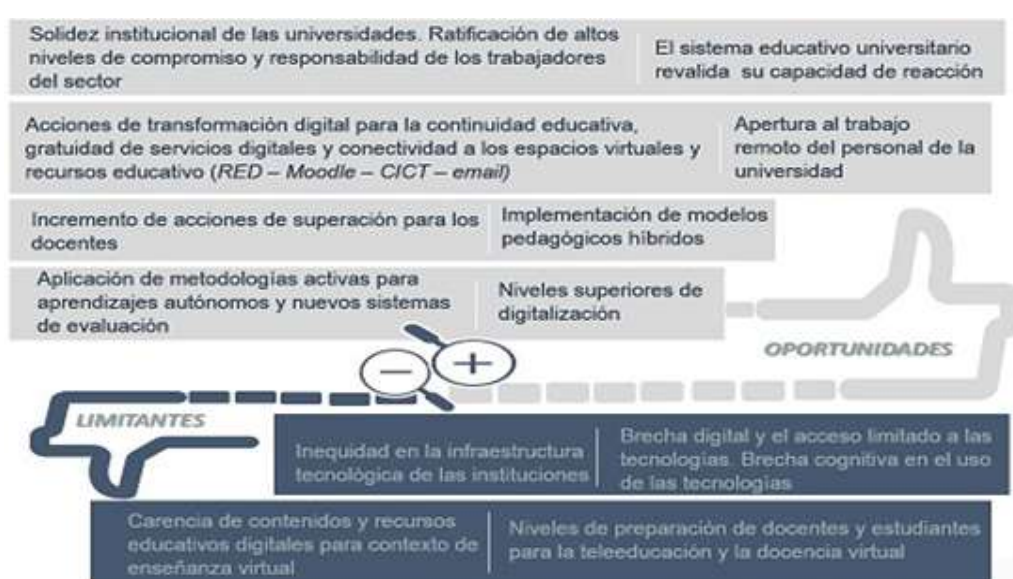 Solidez institucional de las universidades. Ratificación de altos
niveles de compromiso y responsabilidad de los trabajadores
del sector
El sistema educativo universitario
revalida su capacidad de reacción
Acciones de transformación digital para la continuidad educativa,
gratuidad de servicios digitales y conectividad a los espacios virtuales y
recursos educativo (RED – Moodle – CICT – email)
Apertura al trabajo
remoto del personal de la
universidad
Incremento de acciones de superación para los
docentes
Implementación de modelos
pedagógicos híbridos
Aplicación de metodologías activas para
aprendizajes autónomos y nuevos sistemas
de evaluación
Niveles superiores de
digitalización
OPORTUNIDADES
LIMITANTES
Inequidad en la infraestructura
tecnológica de las instituciones
Brecha digital y el acceso limitado a las
tecnologías. Brecha cognitiva en el uso
de las tecnologías
Carencia de contenidos y recursos
educativos digitales para contexto de
enseñanza virtual
Niveles de preparación de docentes y estudiantes
para la teleeducación y la docencia virtual